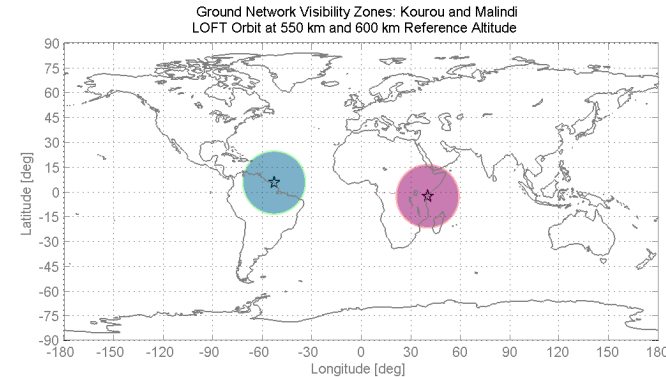 Ground Network Visibility Zones: Kourou and Malindi
LOFT Orbit at 550 km and 600 km Reference Altitude
Latitude [deg]
90
75
60
45
30
15
0
-15
-30
-45
-60
-75
-90
-180 -150 -120 -90 -60 -30 0 30 60 90 120 150 180
Longitude [deg]